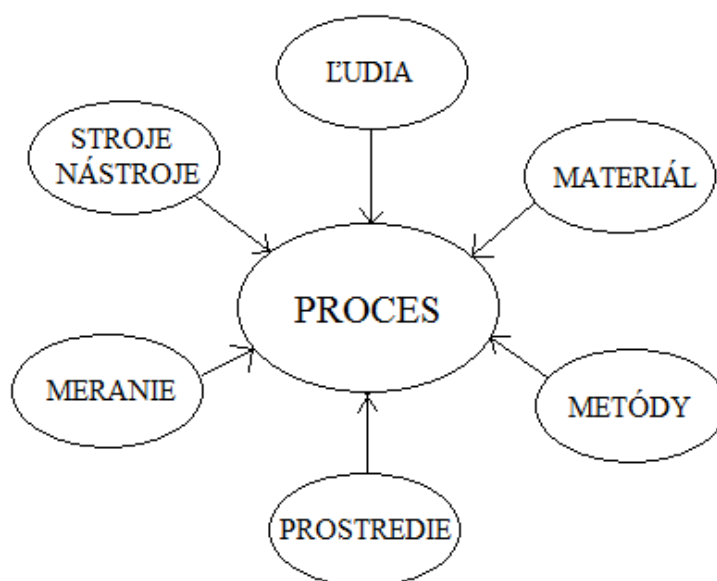 ĽUDIA
STROJE
NÁSTROJE
MATERIÁL
PROCES
MERANIE
METÓDY
PROSTREDIE